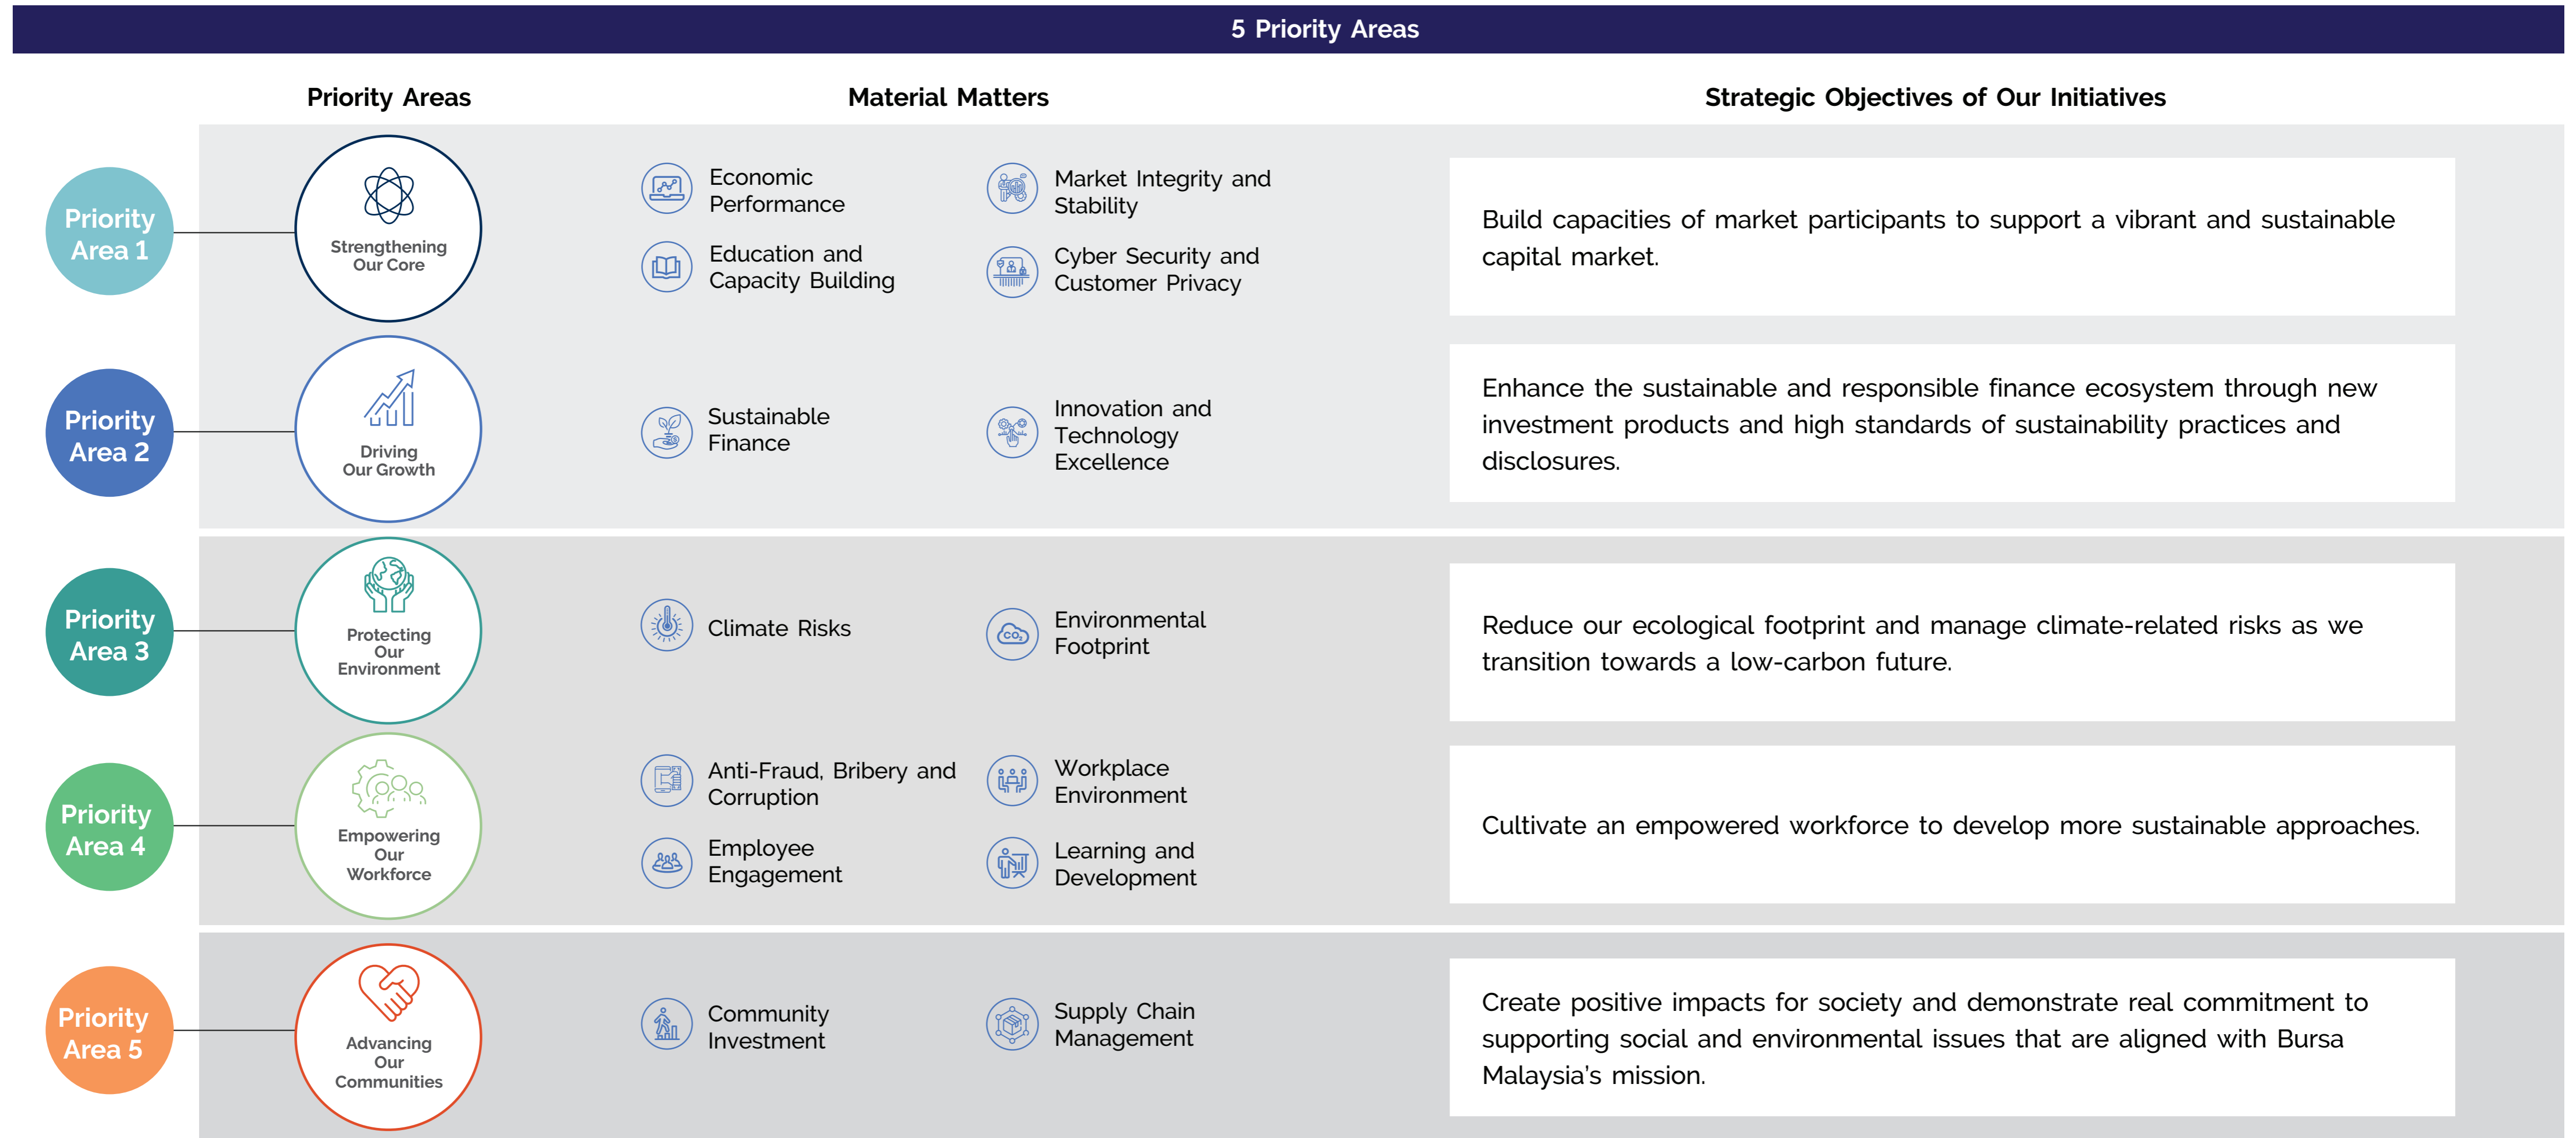 5 Priority Areas
Priority Areas
Material Matters
Strategic Objectives of Our Initiatives
Priority
Area 1
Strengthening
Our Core
Economic
Performance
Market Integrity and
Stability
Education and
Capacity Building
Cyber Security and
Customer Privacy
Build capacities of market participants to support a vibrant and sustainable
capital market.
Priority
Area 2
Driving
Our Growth
Sustainable
Finance
Innovation and
Technology
Excellence
Enhance the sustainable and responsible finance ecosystem through new
investment products and high standards of sustainability practices and
disclosures.
Priority
Area 3
Protecting
Our
Environment
Climate Risks
CO₂
Environmental
Footprint
Reduce our ecological footprint and manage climate-related risks as we
transition towards a low-carbon future.
Priority
Area 4
Empowering
Our
Workforce
Anti-Fraud, Bribery and
Corruption
Workplace
Environment
Employee
Engagement
Learning and
Development
Cultivate an empowered workforce to develop more sustainable approaches.
Priority
Area 5
Advancing
Our
Communities
Community
Investment
Supply Chain
Management
Create positive impacts for society and demonstrate real commitment to
supporting social and environmental issues that are aligned with Bursa
Malaysia’s mission.